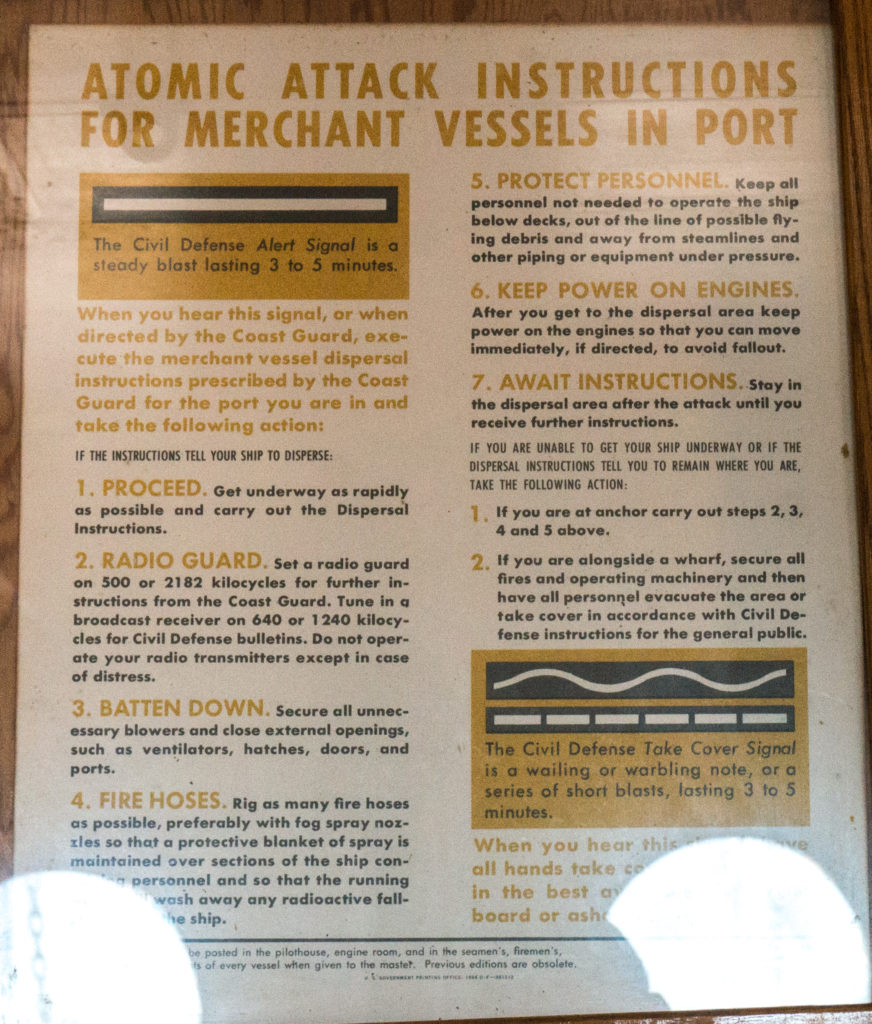 ATOMIC ATTACK INSTRUCTIONS
FOR MERCHANT VESSELS IN PORT
The Civil Defense Alert Signal is a
steady blast lasting 3 to 5 minutes.
When you hear this signal, or when
directed by the Coast Guard, exe-
cute the merchant vessel dispersal
instructions prescribed by the Coast
Guard for the port you are in and
take the following action:
IF THE INSTRUCTIONS TELL YOUR SHIP TO DISPERSE:
1. PROCEED. Get underway as rapidly
as possible and carry out the Dispersal
Instructions.
2. RADIO GUARD. Set a radio guard
on 500 or 2182 kilocycles for further in-
structions from the Coast Guard. Tune in a
broadcast receiver on 640 or 1240 kilocy-
cles for Civil Defense bulletins. Do not oper-
ate your radio transmitters except in case
of distress.
3. BATTEN DOWN. Secure all unnec-
essary blowers and close external openings,
such as ventilators, hatches, doors, and
ports.
4. FIRE HOSES. Rig as many fire hoses
as possible, preferably with fog spray noz-
zles so that a protective blanket of spray is
maintained over sections of the ship con-
personnel and so that the running
wash away any radioactive fall-
ship.
5. PROTECT PERSONNEL. Keep all
personnel not needed to operate the ship
below decks, out of the line of possible fly-
ing debris and away from steamlines and
other piping or equipment under pressure.
6. KEEP POWER ON ENGINES.
After you get to the dispersal area keep
power on the engines so that you can move
immediately, if directed, to avoid fallout.
7. AWAIT INSTRUCTIONS. Stay in
the dispersal area after the attack until you
receive further instructions.
IF YOU ARE UNABLE TO GET YOUR SHIP UNDERWAY OR IF THE
DISPERSAL INSTRUCTIONS TELL YOU TO REMAIN WHERE YOU ARE,
TAKE THE FOLLOWING ACTION:
1. If you are at anchor carry out steps 2, 3,
4 and 5 above.
2. If you are alongside a wharf, secure all
fires and operating machinery and then
have all personnel evacuate the area or
take cover in accordance with Civil De-
fense instructions for the general public.
The Civil Defense Take Cover Signal
is a wailing or warbling note, or a
series of short blasts, lasting 3 to 5
minutes.
When you hear this
all hands take
in the best
board or
be posted in the pilothouse, engine room, and in the seamen's, firemen's,
of every vessel when given to the master. Previous editions are obsolete.
GOVERNMENT PRINTING OFFICE